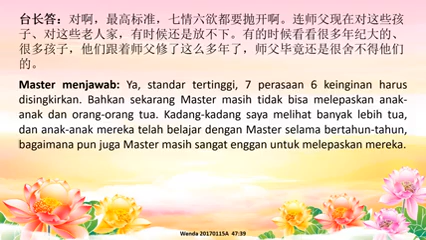 台长答：对啊，最高标准，七情六欲都要抛开啊。连师父现在对这些孩
子、对这些老人家，有时候还是放不下。有的时候看看很多年纪大的、
很多孩子，他们跟着师父修了这么多年了，师父毕竟还是很舍不得他们
的。
Master menjawab: Ya, standar tertinggi, 7 perasaan 6 keinginan harus
disingkirkan. Bahkan sekarang Master masih tidak bisa melepaskan anak-
anak dan orang-orang tua. Kadang-kadang saya melihat banyak lebih tua,
dan anak-anak mereka telah belajar dengan Master selama bertahun-tahun,
bagaimana pun juga Master masih sangat enggan untuk melepaskan mereka.
Wenda 20170115A 47:39